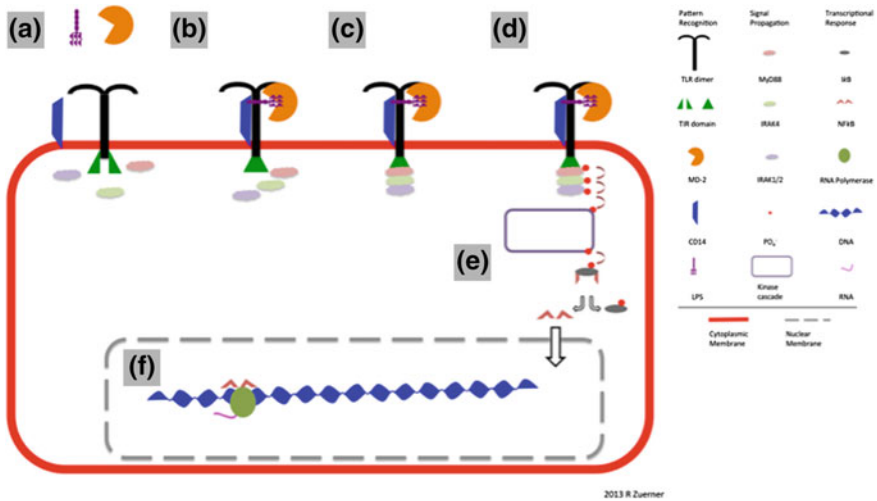 (a)
(b)
(c)
(d)
(e)
(f)
Pattern
Recognition
Signal
Propagation
Transcriptional
Response
TLR dimer
MyD88
IkB
TIR domain
IRAK4
NFkB
MD-2
IRAK1/2
RNA Polymerase
CD14
PO₄⁻
DNA
LPS
Kinase
cascade
RNA
Cytoplasmic
Membrane
Nuclear
Membrane
2013 R Zuerner